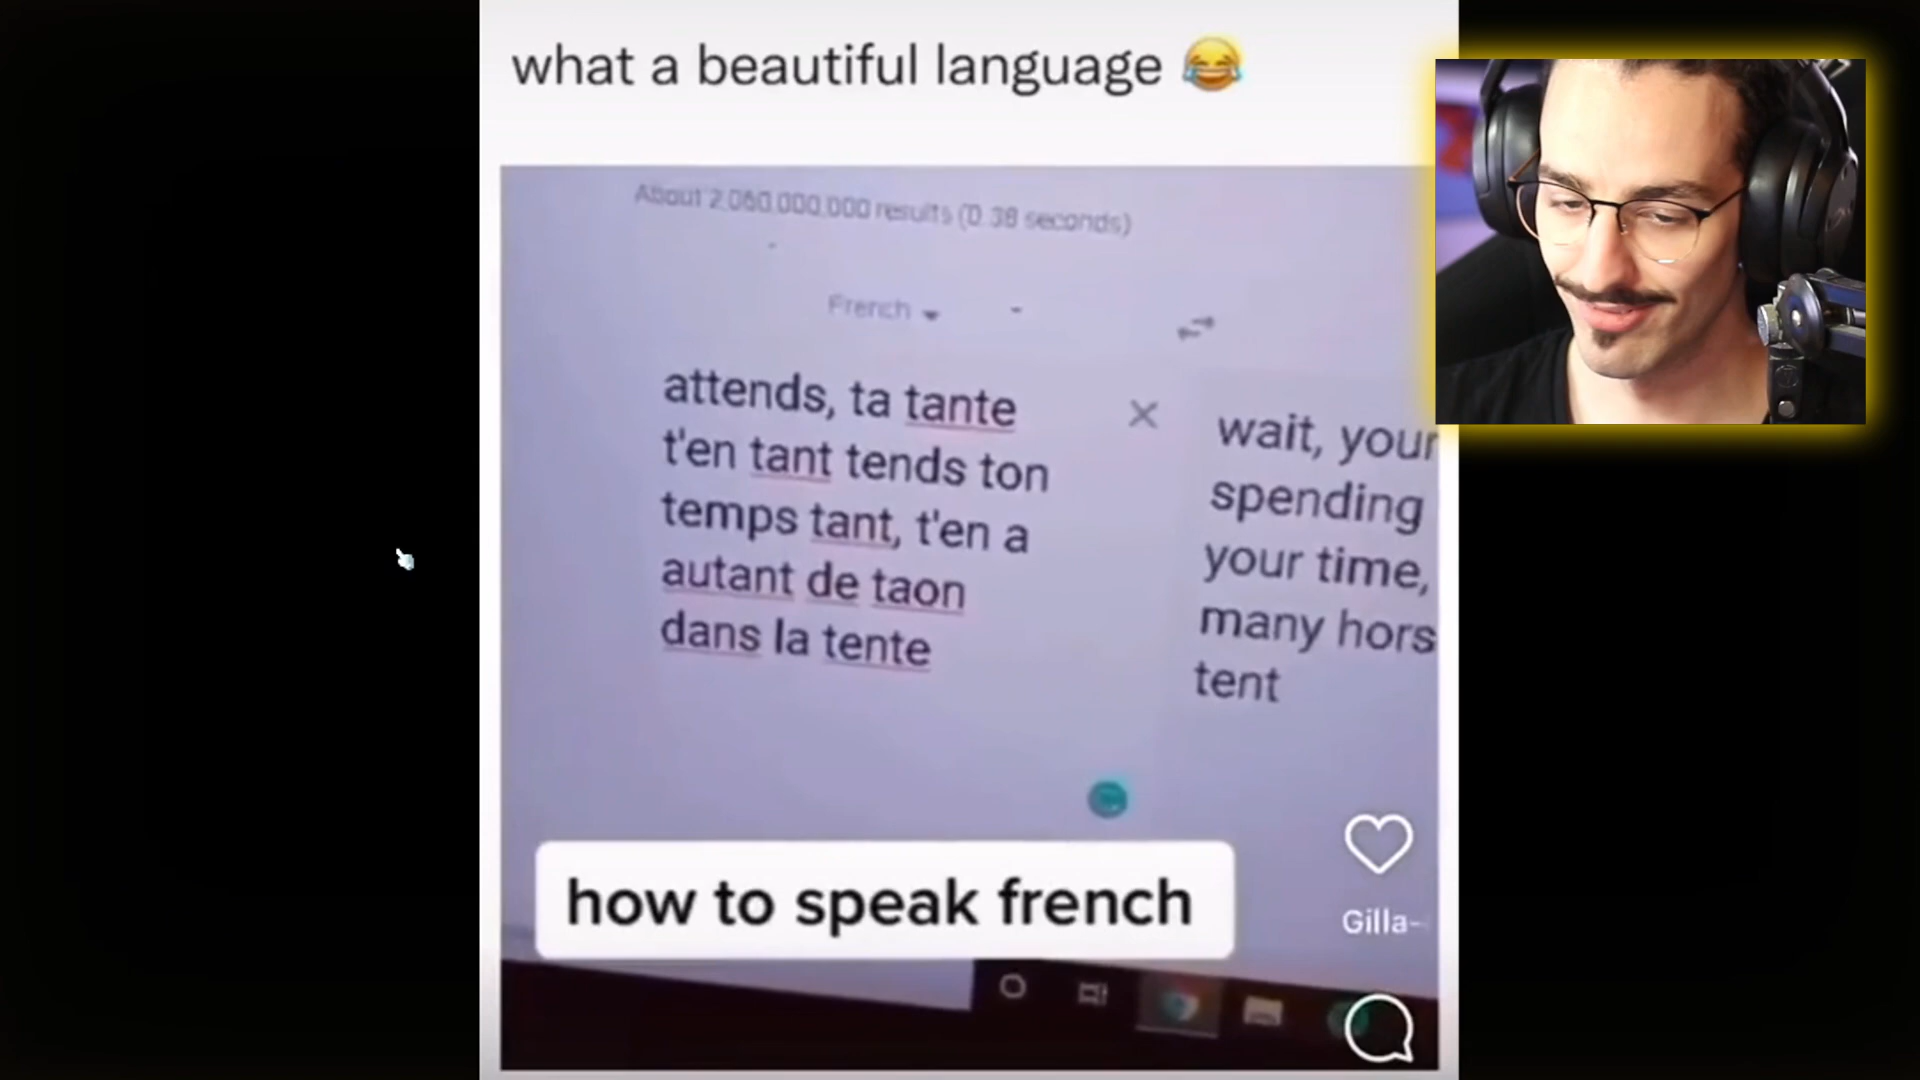 what a beautiful language 😂
About 2.060.000.000 results (0.38 seconds)
French
attends, ta tante
t'en tant tends ton
temps tant, t'en a
autant de taon
dans la tente
wait, your
spending
your time,
many hors
tent
how to speak french
Gilla-